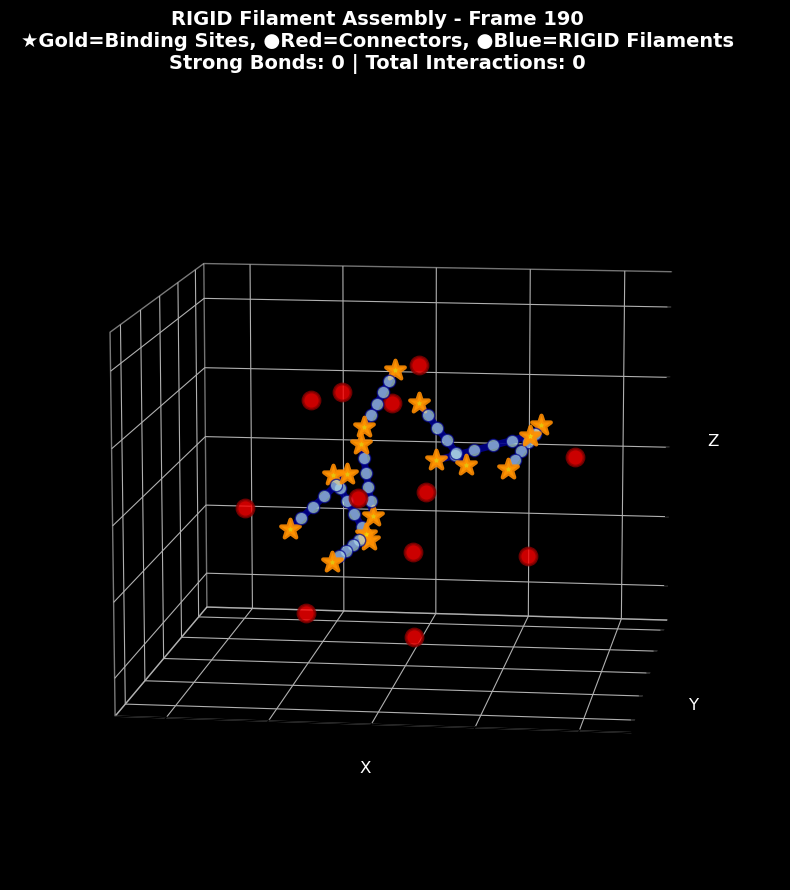 RIGID Filament Assembly - Frame 190
★Gold=Binding Sites, ●Red=Connectors, ●Blue=RIGID Filaments
Strong Bonds: 0 | Total Interactions: 0
Z
Y
X